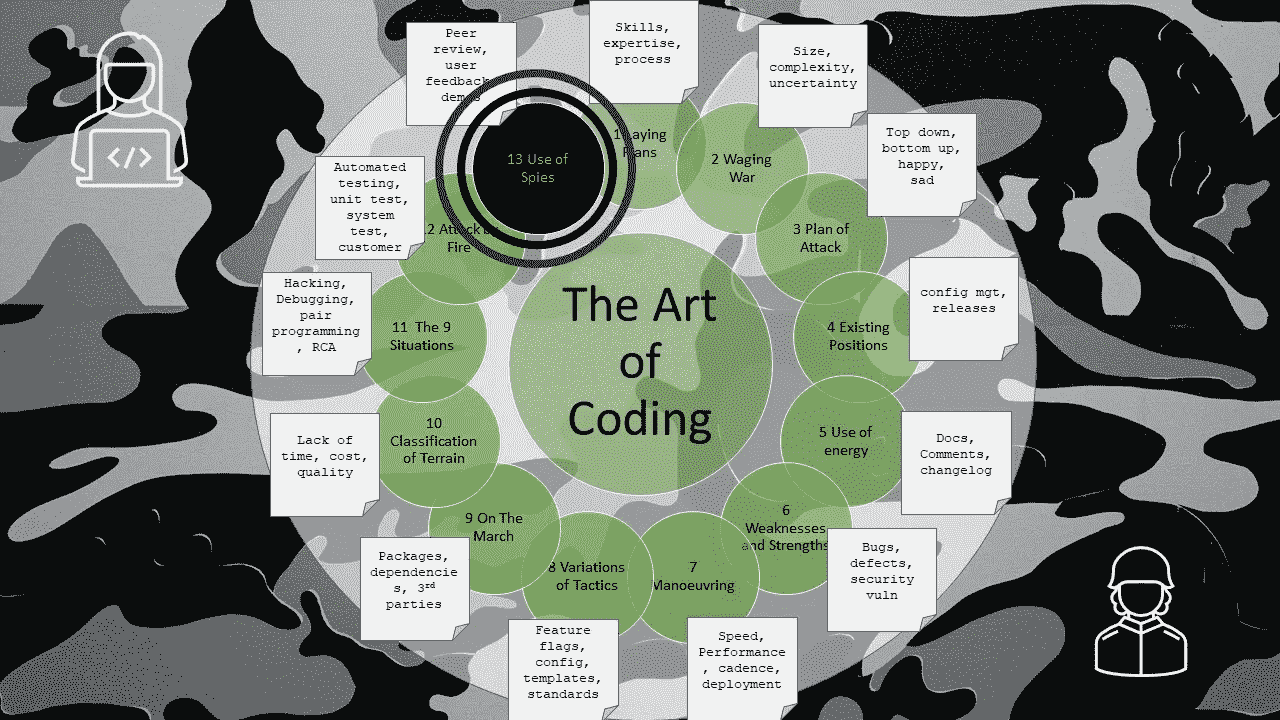 The Art
of
Coding
1 Laying
Plans
Skills,
expertise,
process
2 Waging
War
Size,
complexity,
uncertainty
3 Plan of
Attack
Top down,
bottom up,
happy,
sad
4 Existing
Positions
config mgt,
releases
5 Use of
energy
Docs,
Comments,
changelog
6
Weaknesses
and Strengths
Bugs,
defects,
security
vuln
7
Manoeuvring
Speed,
Performance
, cadence,
deployment
8 Variations
of Tactics
Feature
flags,
config,
templates,
standards
9 On The
March
Packages,
dependencie
s, 3rd
parties
10
Classification
of Terrain
Lack of
time, cost,
quality
11 The 9
Situations
Hacking,
Debugging,
pair
programming
, RCA
12 Attack
Fire
Automated
testing,
unit test,
system
test,
customer
13 Use of
Spies
Peer
review,
user
feedback
demos
</>